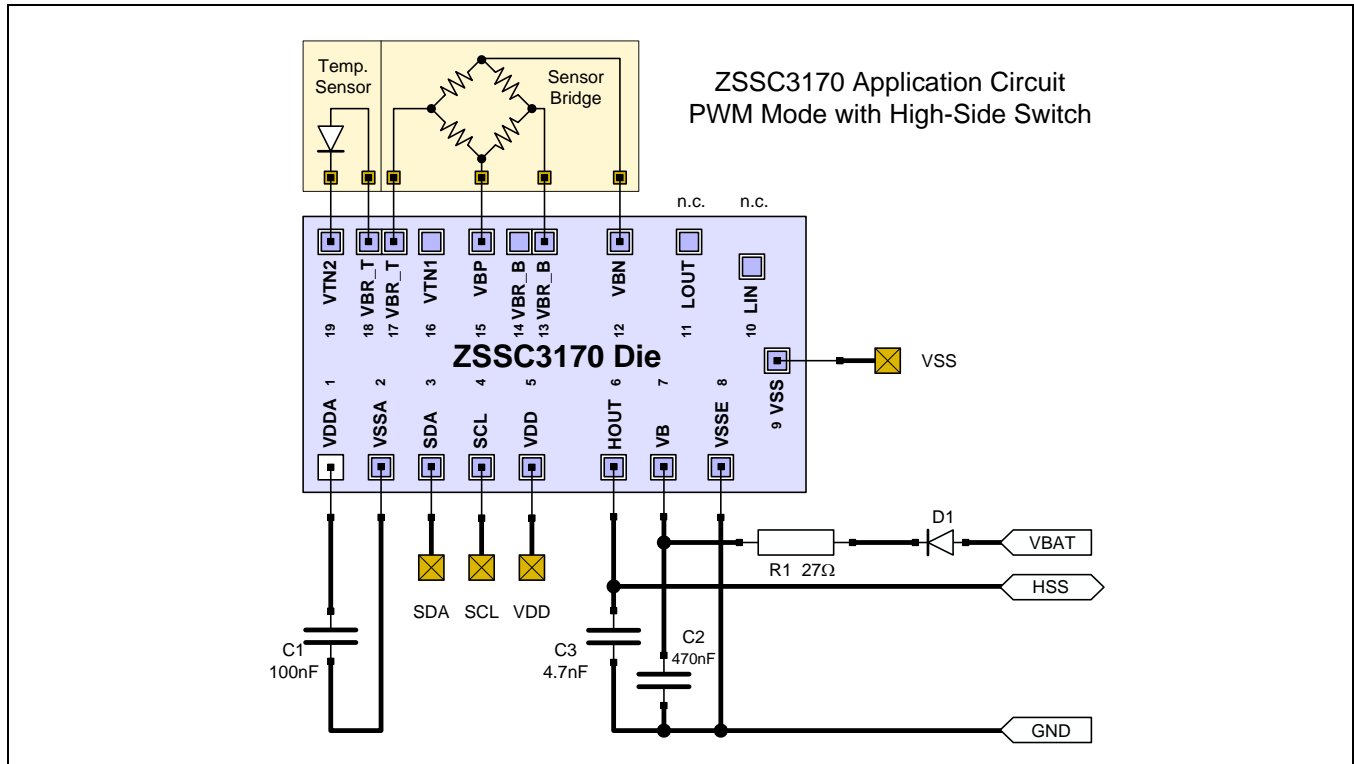 ZSSC3170 Application Circuit
PWM Mode with High-Side Switch
Temp.
Sensor
Sensor
Bridge
n.c.
n.c.
VTN2
VBR_T
VBR_T
VTN1
VBP
VBR_B
VBR_B
VBN
LOUT
LIN
19
18
17
16
15
14
13
12
11
10
ZSSC3170 Die
9 VSS
VSS
1
2
3
4
5
6
7
8
VDDA
VSSA
SDA
SCL
VDD
HOUT
VB
VSSE
D1
VBAT
R1 27Ω
HSS
SDA
SCL
VDD
C1
100nF
C3
4.7nF
C2
470nF
GND